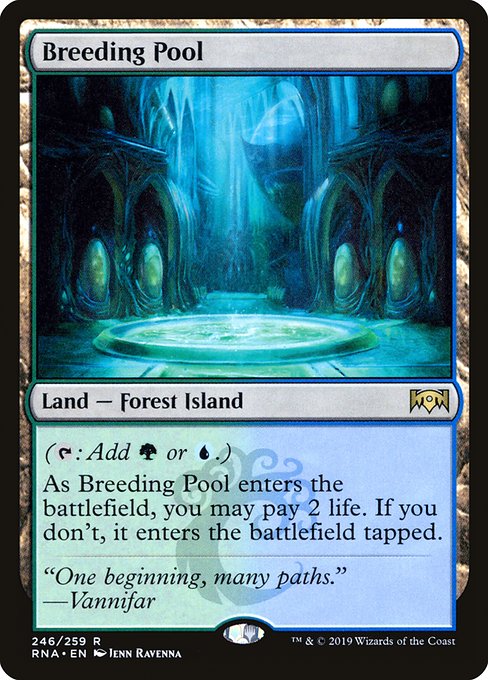 Breeding Pool
Land — Forest Island
(: Add or .)
As Breeding Pool enters the
battlefield, you may pay 2 life. If you
don't, it enters the battlefield tapped.
“One beginning, many paths.”
—Vannifar
246/259 R
RNA • EN Jenn Ravenna
™ & © 2019 Wizards of the Coast